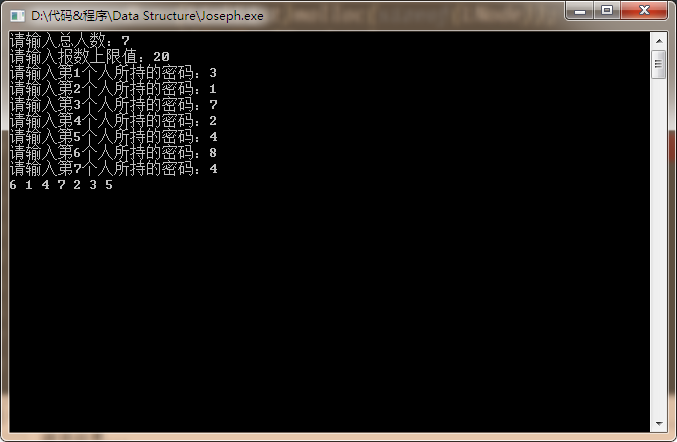 D:\代码&程序\Data Structure\Joseph.exe
请输入总人数：7
请输入报数上限值：20
请输入第1个人所持的密码：3
请输入第2个人所持的密码：1
请输入第3个人所持的密码：7
请输入第4个人所持的密码：2
请输入第5个人所持的密码：4
请输入第6个人所持的密码：8
请输入第7个人所持的密码：4
6 1 4 7 2 3 5